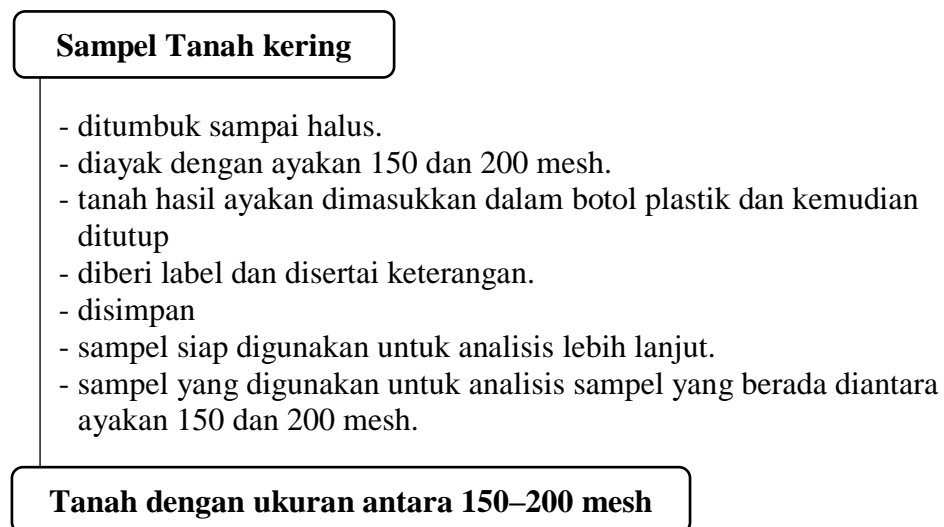 Sampel Tanah kering
- ditumbuk sampai halus.
- diayak dengan ayakan 150 dan 200 mesh.
- tanah hasil ayakan dimasukkan dalam botol plastik dan kemudian
ditutup
- diberi label dan disertai keterangan.
- disimpan
- sampel siap digunakan untuk analisis lebih lanjut.
- sampel yang digunakan untuk analisis sampel yang berada diantara
ayakan 150 dan 200 mesh.
Tanah dengan ukuran antara 150–200 mesh